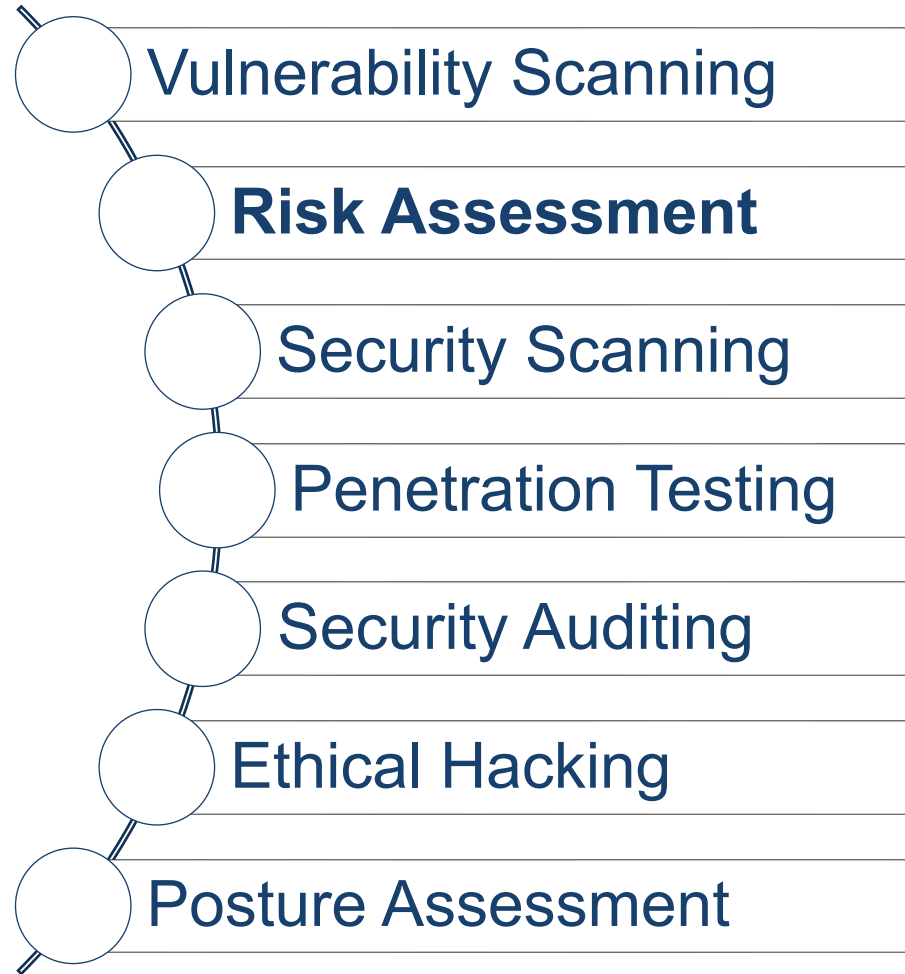 Vulnerability Scanning
Risk Assessment
Security Scanning
Penetration Testing
Security Auditing
Ethical Hacking
Posture Assessment